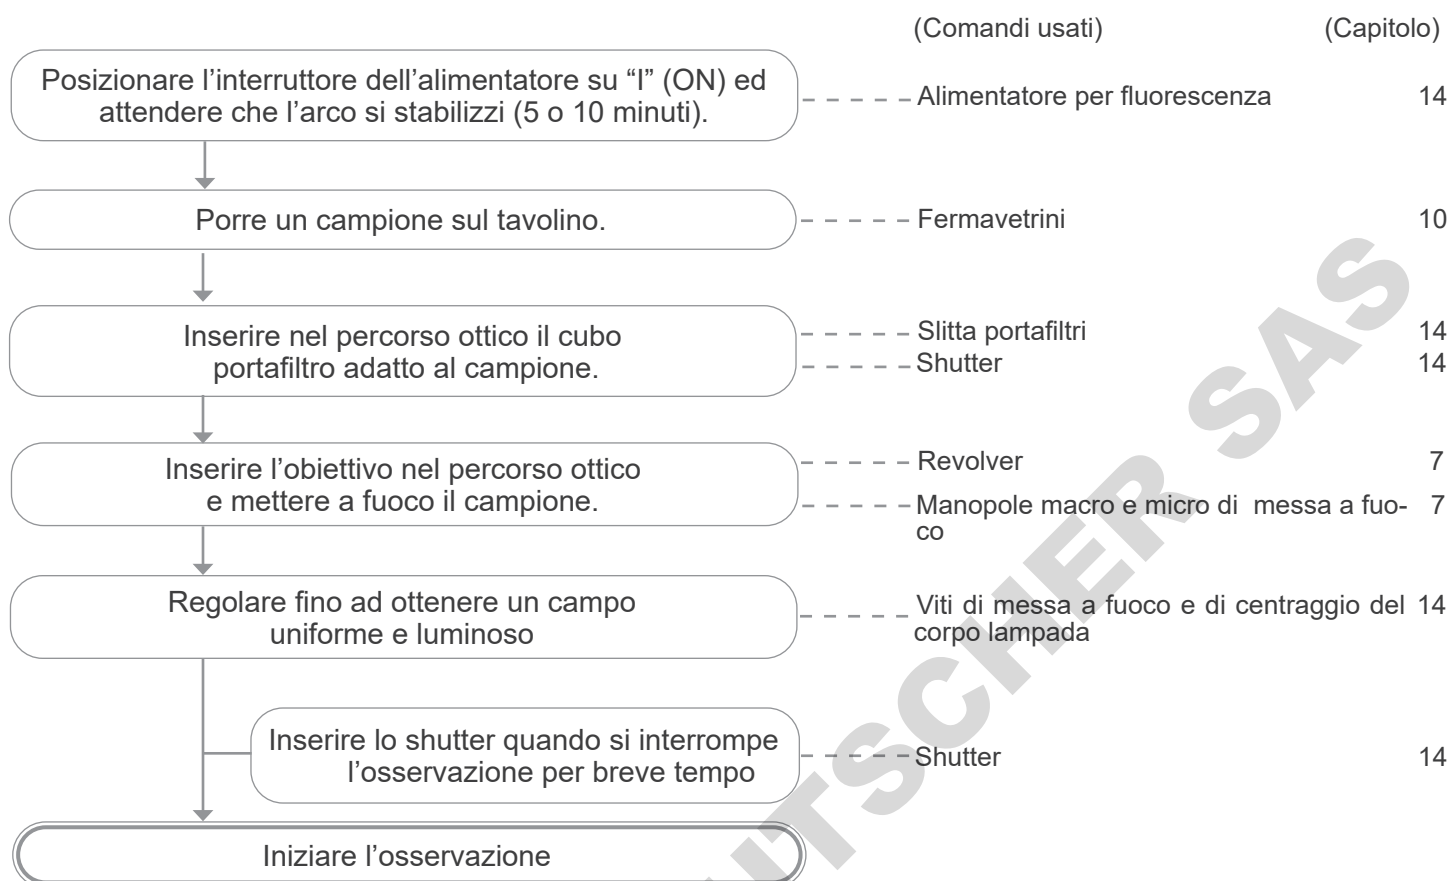 (Comandi usati) (Capitolo)
Posizionare l’interruttore dell’alimentatore su “I” (ON) ed
attendere che l’arco si stabilizzi (5 o 10 minuti).
Alimentatore per fluorescenza 14
Porre un campione sul tavolino.
Fermavetrini 10
Inserire nel percorso ottico il cubo
portafiltro adatto al campione.
Slitta portafiltri 14
Shutter 14
Inserire l’obiettivo nel percorso ottico
e mettere a fuoco il campione.
Revolver 7
Manopole macro e micro di messa a fuo- 7
co
Regolare fino ad ottenere un campo
uniforme e luminoso
Viti di messa a fuoco e di centraggio del 14
corpo lampada
Inserire lo shutter quando si interrompe
l’osservazione per breve tempo
Shutter 14
Iniziare l’osservazione
UTSCHER SAS